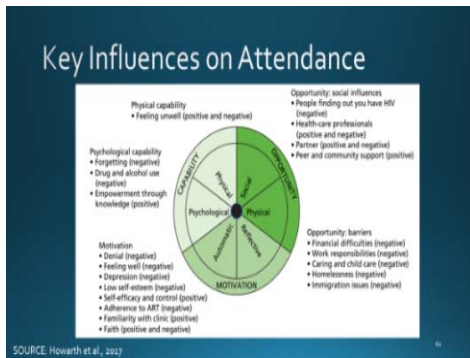 Key Influences on Attendance
Physical capability
• Feeling unwell (positive and negative)
Opportunity: social influences
• People finding out you have HIV
(negative)
• Health-care professionals
(positive and negative)
• Partner (positive and negative)
• Peer and community support (positive)
Psychological capability
• Forgetting (negative)
• Drug and alcohol use
(negative)
• Empowerment through
knowledge (positive)
CAPABILITY
OPPORTUNITY
MOTIVATION
Physical
Social
Psychological
Physical
Automatic
Reflective
Motivation
• Denial (negative)
• Feeling well (negative)
• Depression (negative)
• Low self-esteem (negative)
• Self-efficacy and control (positive)
• Adherence to ART (negative)
• Familiarity with clinic (positive)
• Faith (positive and negative)
Opportunity: barriers
• Financial difficulties (negative)
• Work responsibilities (negative)
• Caring and child care (negative)
• Homelessness (negative)
• Immigration issues (negative)
SOURCE: Howarth et al, 2017